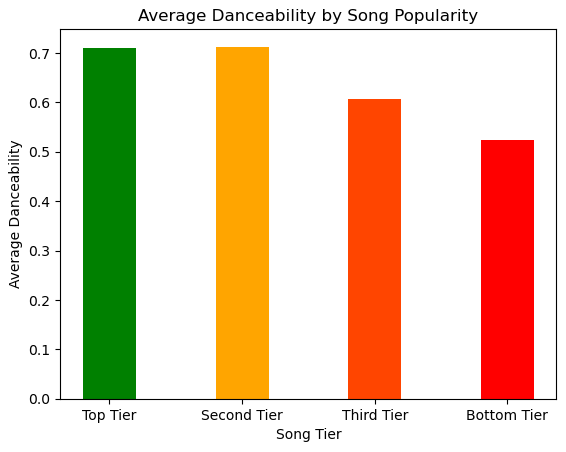 Average Danceability by Song Popularity
Average Danceability
0.7
0.6
0.5
0.4
0.3
0.2
0.1
0.0
Top Tier Second Tier Third Tier Bottom Tier
Song Tier